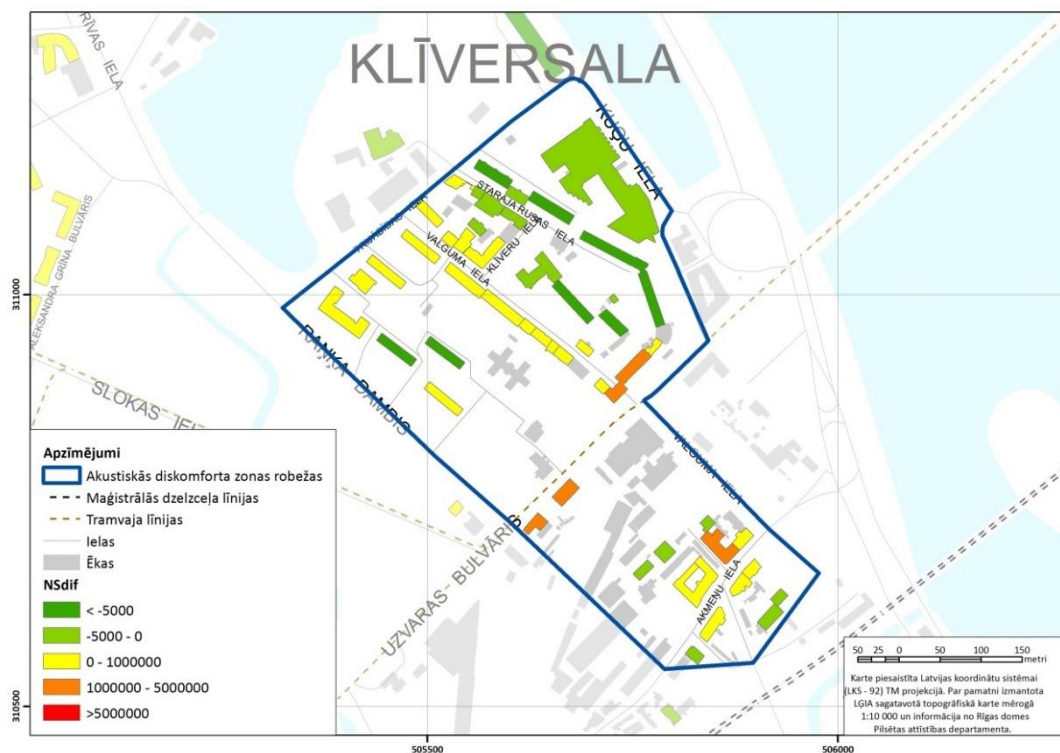 KLĪVERSALA
RĪVAS IELA
KUĢU IELA
STARAJA RUSAS IELA
KLĪVERU IELA
VALGUMA IELA
ALEKSANDRA GRĪNA BULVĀRIS
311000
RAŅĶA DAMBIS
SLOKAS IEL
VALGUMA IELA
UZVARAS BULVĀRIS
AKMEŅU IELA
Apzīmējumi
Akustiskās diskomforta zonas robežas
Maģistrālās dzelzceļa līnijas
Tramvaja līnijas
Ielas
Ēkas
NSdif
< -5000
-5000 - 0
0 - 1000000
1000000 - 5000000
>5000000
50 25 0 50 100 150
metri
Karte piesaistīta Latvijas koordinātu sistēmai
(LKS - 92) TM projekcijā. Par pamatni izmantota
LĢIA sagatavotā topogrāfiskā karte mērogā
1:10 000 un informācija no Rīgas domes
Pilsētas attīstības departamenta.
310500
505500
506000